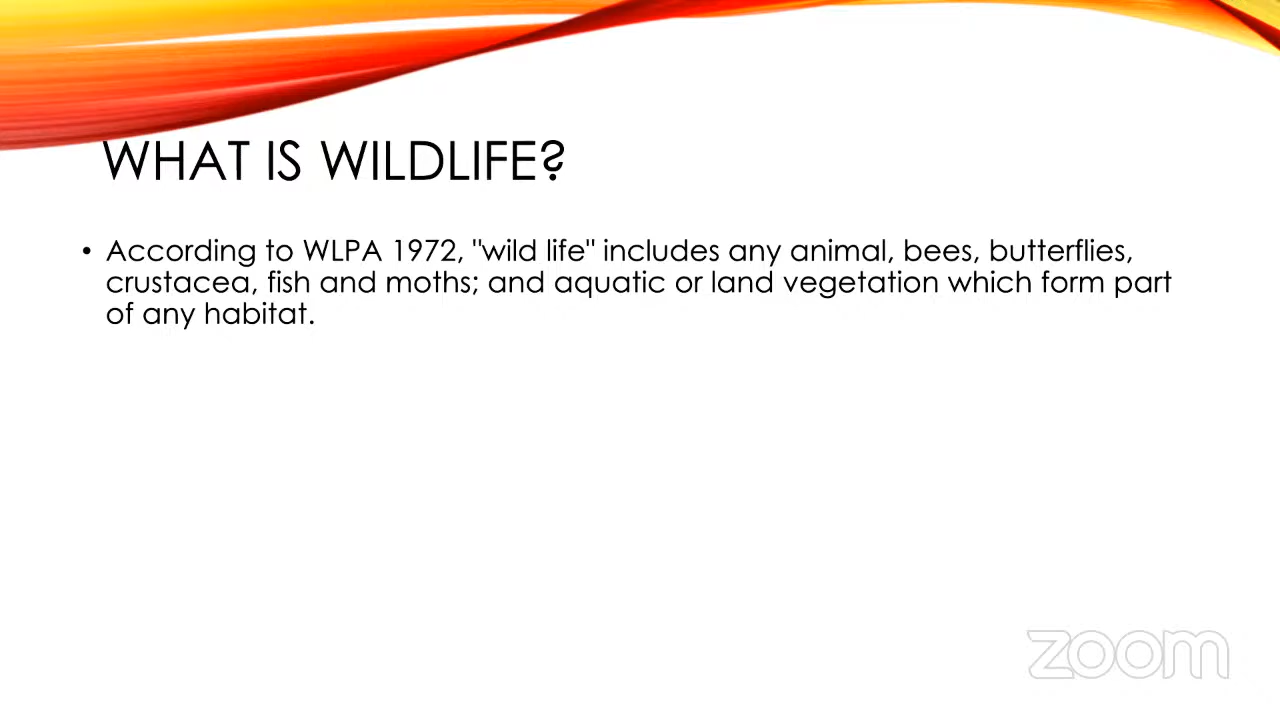 WHAT IS WILDLIFE?
• According to WLPA 1972, "wild life" includes any animal, bees, butterflies,
crustacea, fish and moths; and aquatic or land vegetation which form part
of any habitat.
zoom